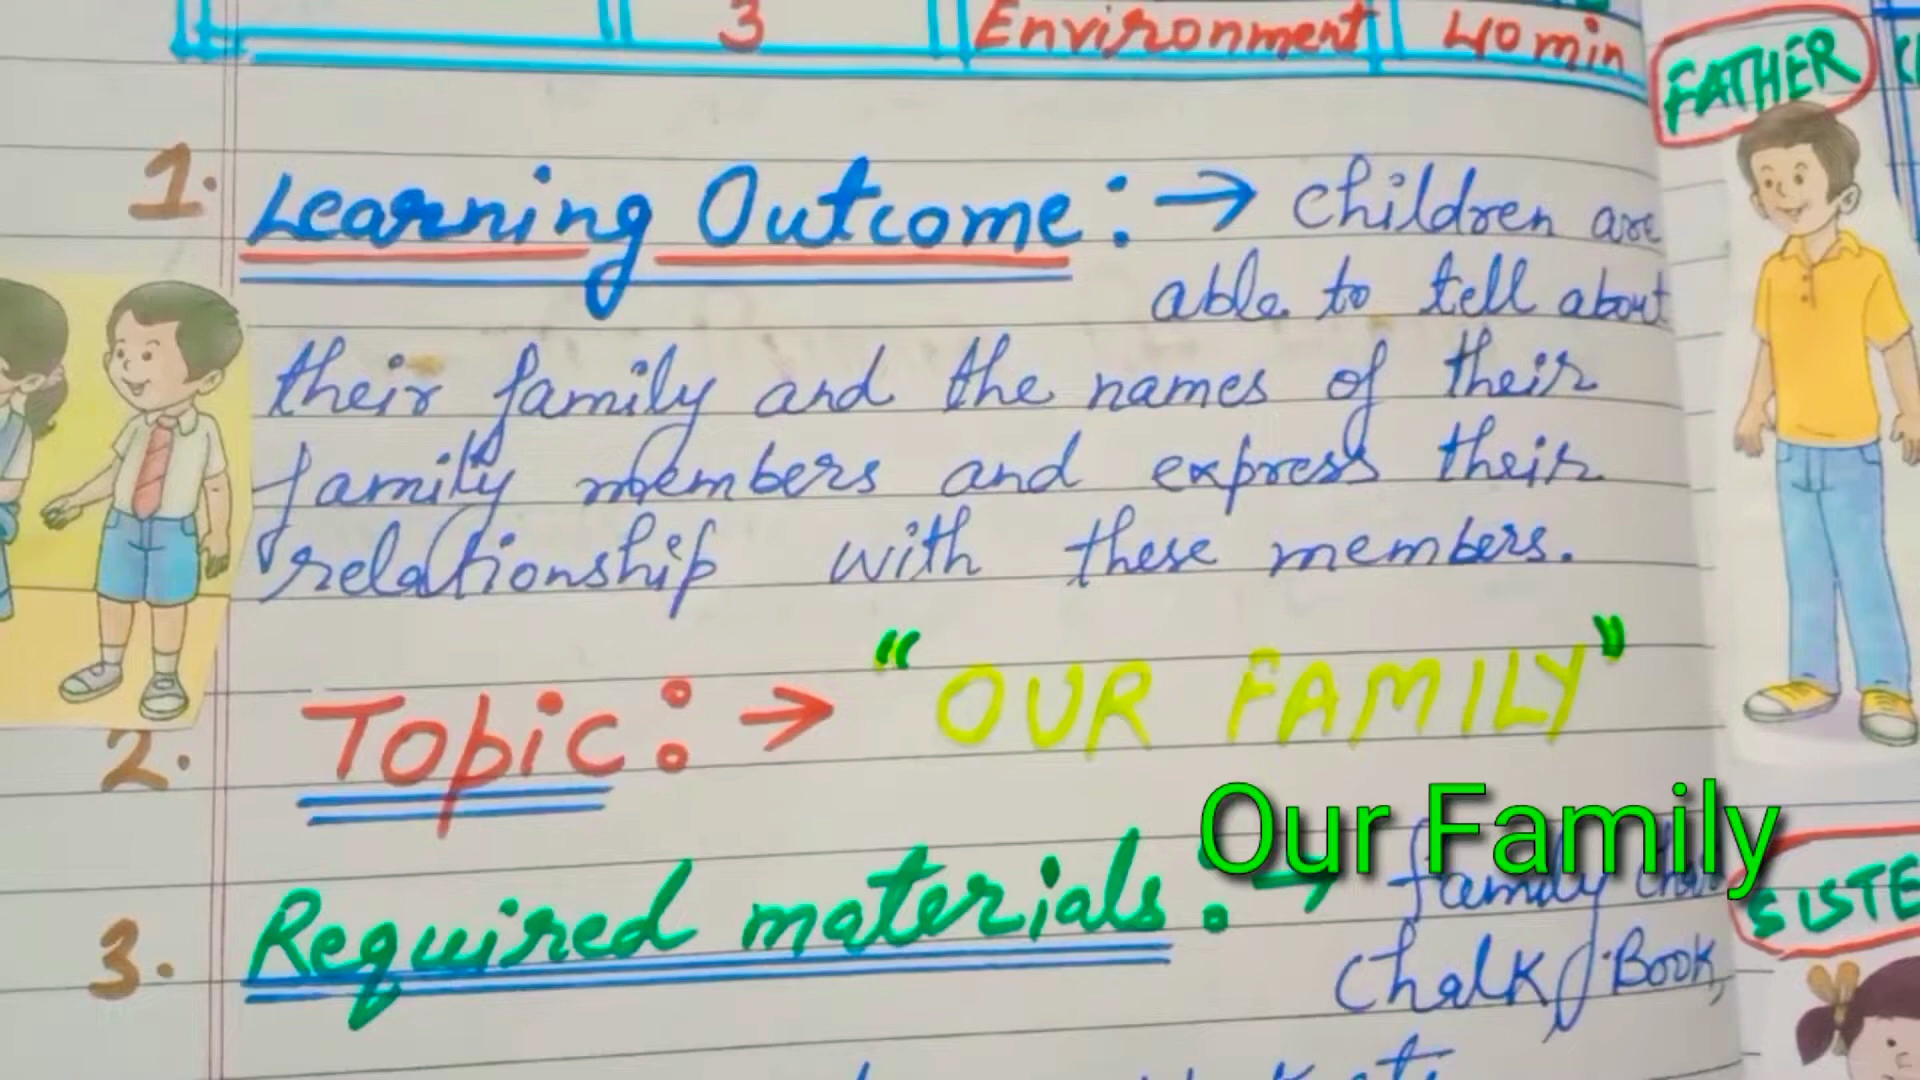 3 Environment 40 min
FATHER
1. Learning Outcome :→ children are
able to tell about
their family and the names of their
family members and express their
relationship with these members.
2. Topic :→ "OUR FAMILY"
Our Family
3. Required materials :→ family
SISTE
Chalk, Book,